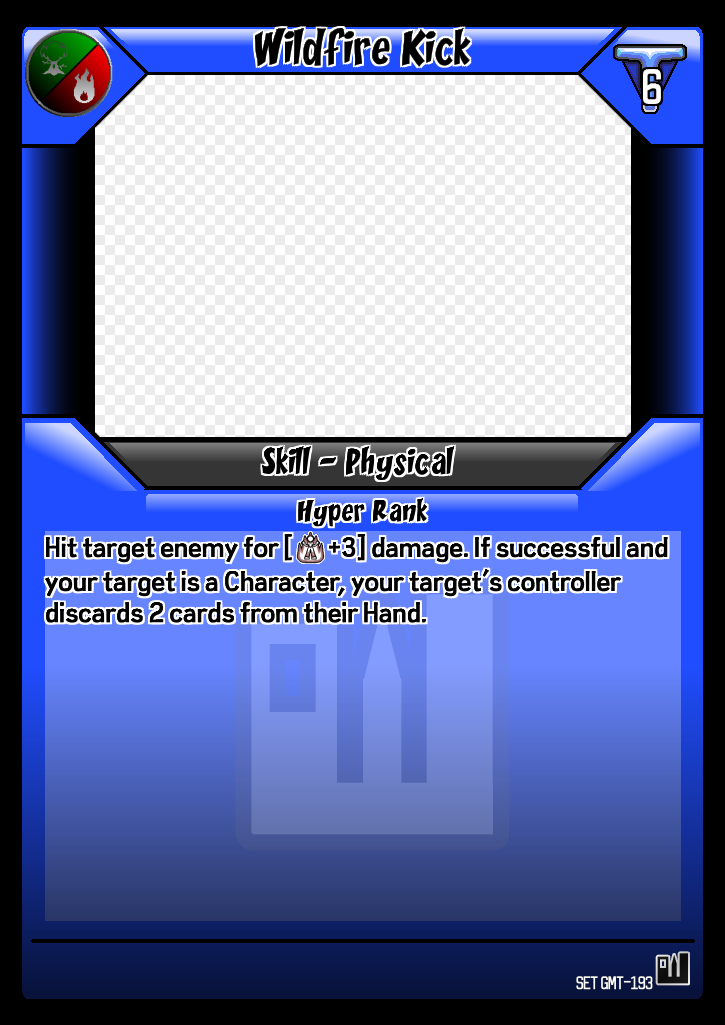 Wildfire Kick
6
Skill - Physical
Hyper Rank
Hit target enemy for [ +3] damage. If successful and
your target is a Character, your target's controller
discards 2 cards from their Hand.
SET GMT-193